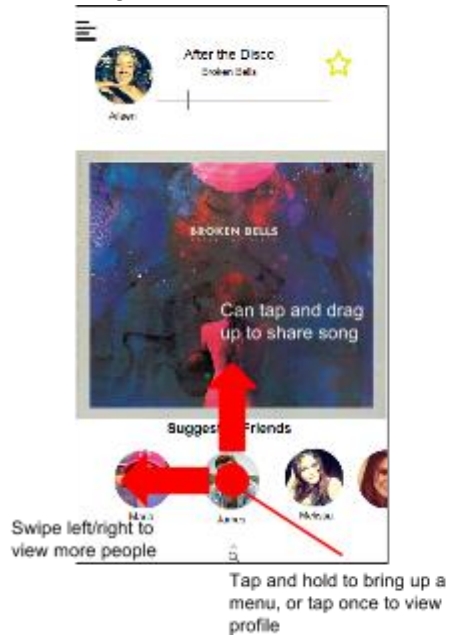 After the Disco
Broken Bells
BROKEN BELLS
Can tap and drag
up to share song
Friends
Melissa
Swipe left/right to
view more people
Tap and hold to bring up a
menu, or tap once to view
profile